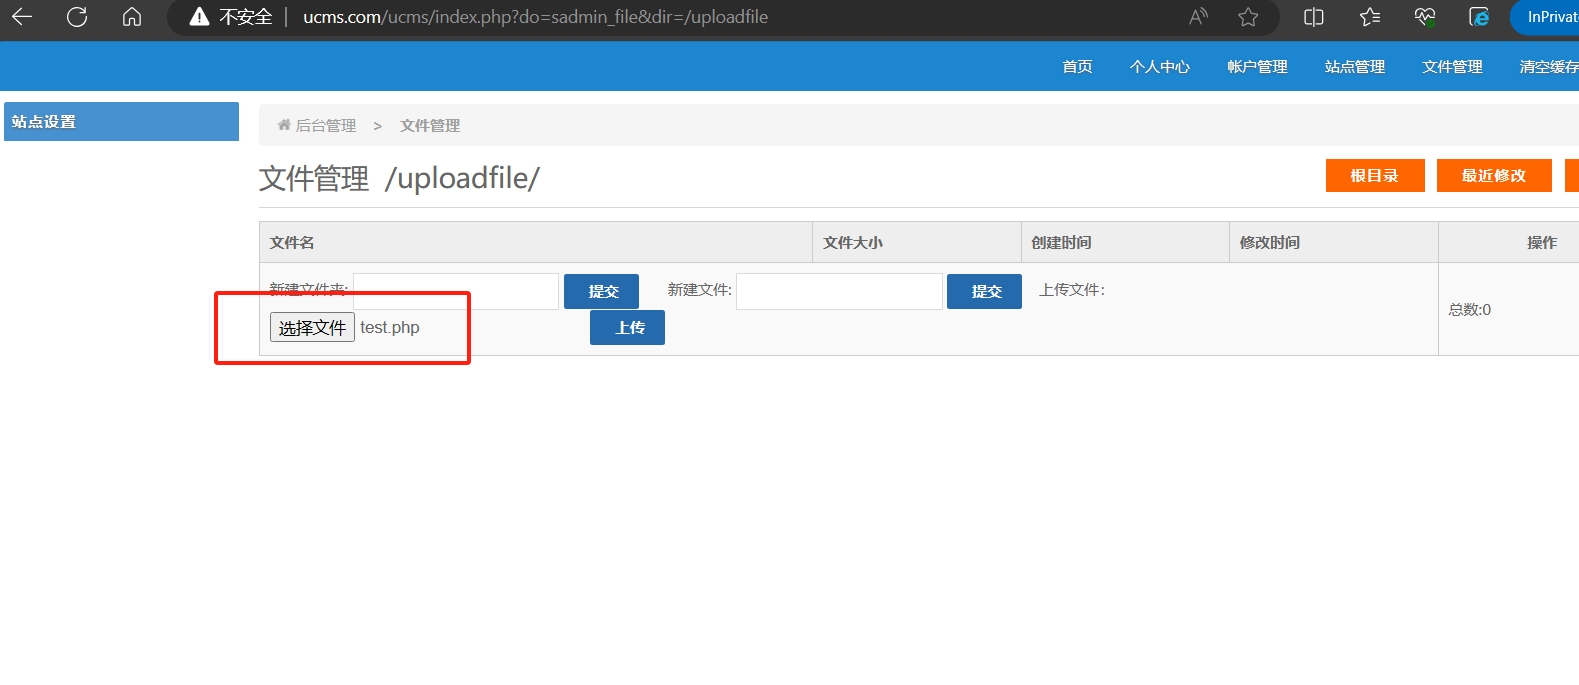 不安全 ucms.com/ucms/index.php?do=sadmin_file&dir=/uploadfile InPrivat
首页 个人中心 帐户管理 站点管理 文件管理 清空缓存
站点设置
后台管理 > 文件管理
文件管理 /uploadfile/
根目录 最近修改
文件名 文件大小 创建时间 修改时间 操作
新建文件夹: 提交 新建文件: 提交 上传文件:
选择文件 test.php 上传
总数:0